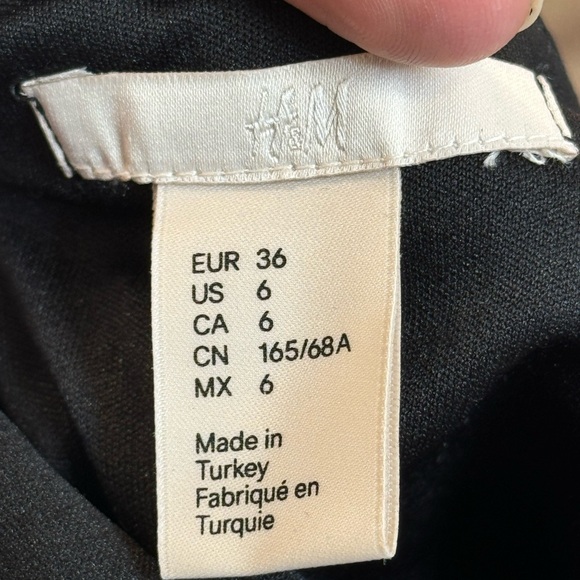 H&M
EUR 36
US 6
CA 6
CN 165/68A
MX 6
Made in
Turkey
Fabriqué en
Turquie